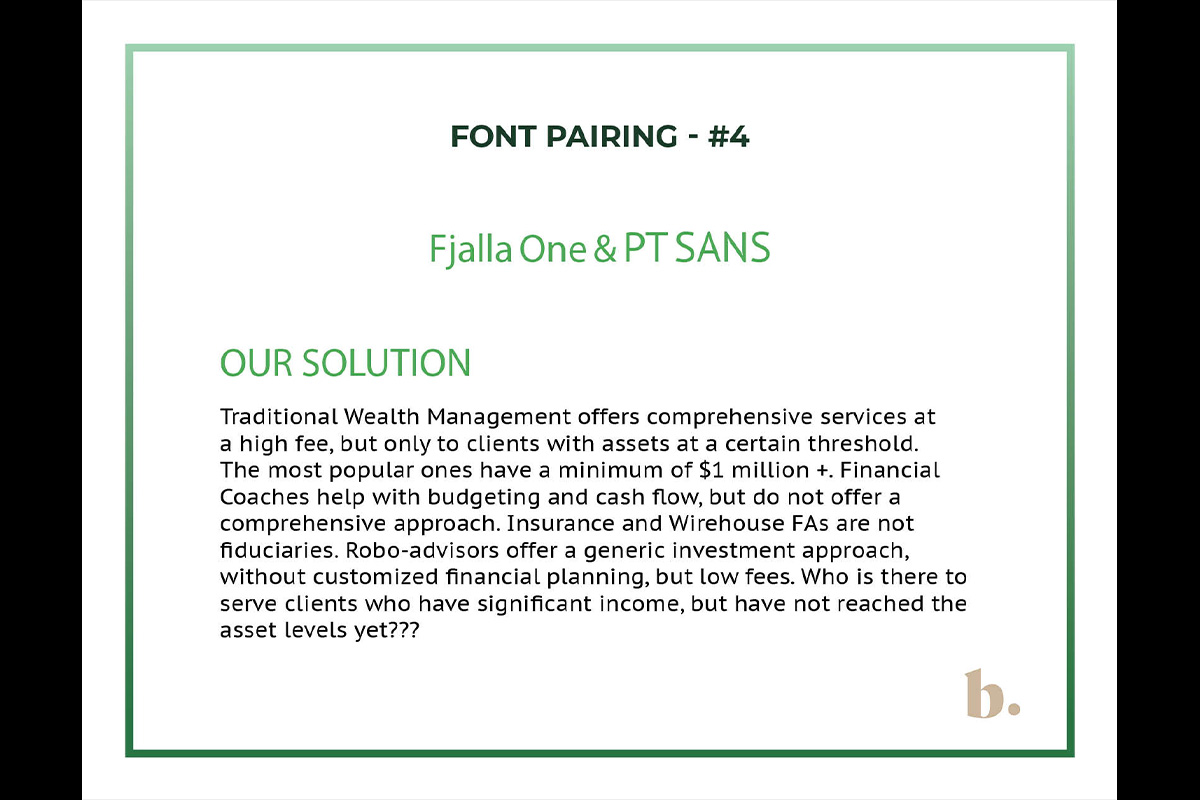 FONT PAIRING - #4
Fjalla One & PT SANS
OUR SOLUTION
Traditional Wealth Management offers comprehensive services at
a high fee, but only to clients with assets at a certain threshold.
The most popular ones have a minimum of $1 million +. Financial
Coaches help with budgeting and cash flow, but do not offer a
comprehensive approach. Insurance and Wirehouse FAs are not
fiduciaries. Robo-advisors offer a generic investment approach,
without customized financial planning, but low fees. Who is there to
serve clients who have significant income, but have not reached the
asset levels yet???
b.